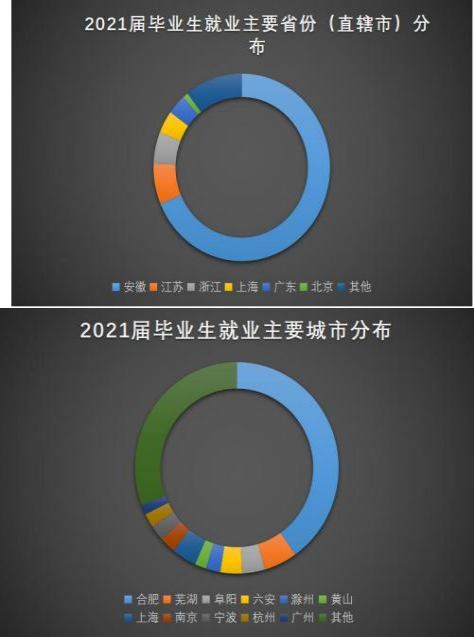 2021届毕业生就业主要省份（直辖市）分
布
安徽 江苏 浙江 上海 广东 北京 其他
2021届毕业生就业主要城市分布
合肥 芜湖 阜阳 六安 滁州 黄山
上海 南京 宁波 杭州 广州 其他